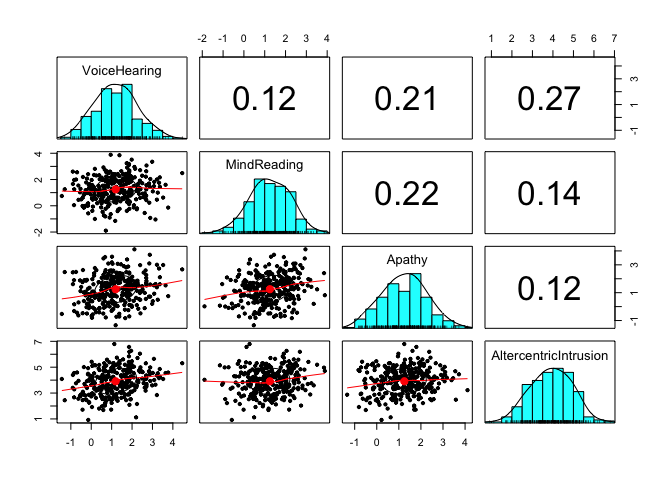 -2 0 1 2 3 4
1 2 3 4 5 6 7
VoiceHearing
0.12
0.21
0.27
-1 1 3
MindReading
0.22
0.14
-2 0 2 4
Apathy
0.12
-1 1 3
AltercentricIntrusion
1 3 5 7
-1 0 1 2 3 4
-1 0 1 2 3 4